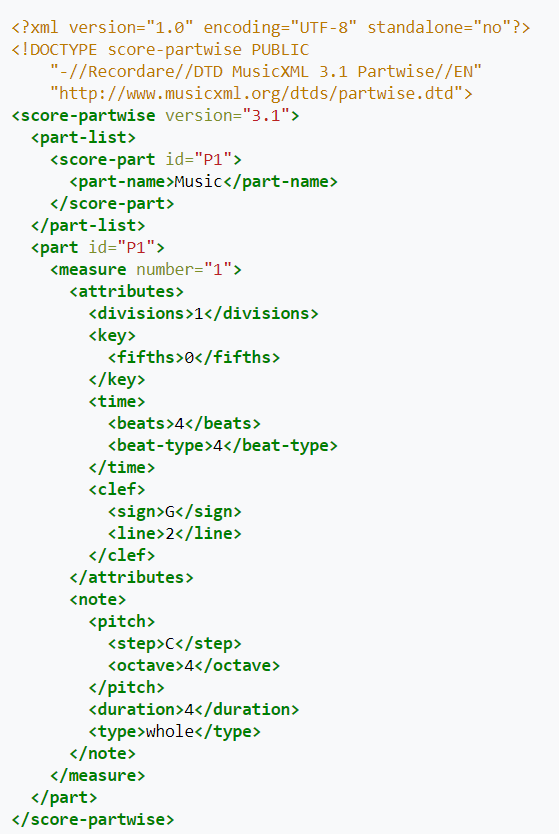 <?xml version="1.0" encoding="UTF-8" standalone="no"?>
<!DOCTYPE score-partwise PUBLIC
    "-//Recordare//DTD MusicXML 3.1 Partwise//EN"
    "http://www.musicxml.org/dtds/partwise.dtd">
<score-partwise version="3.1">
  <part-list>
    <score-part id="P1">
      <part-name>Music</part-name>
    </score-part>
  </part-list>
  <part id="P1">
    <measure number="1">
      <attributes>
        <divisions>1</divisions>
        <key>
          <fifths>0</fifths>
        </key>
        <time>
          <beats>4</beats>
          <beat-type>4</beat-type>
        </time>
        <clef>
          <sign>G</sign>
          <line>2</line>
        </clef>
      </attributes>
      <note>
        <pitch>
          <step>C</step>
          <octave>4</octave>
        </pitch>
        <duration>4</duration>
        <type>whole</type>
      </note>
    </measure>
  </part>
</score-partwise>